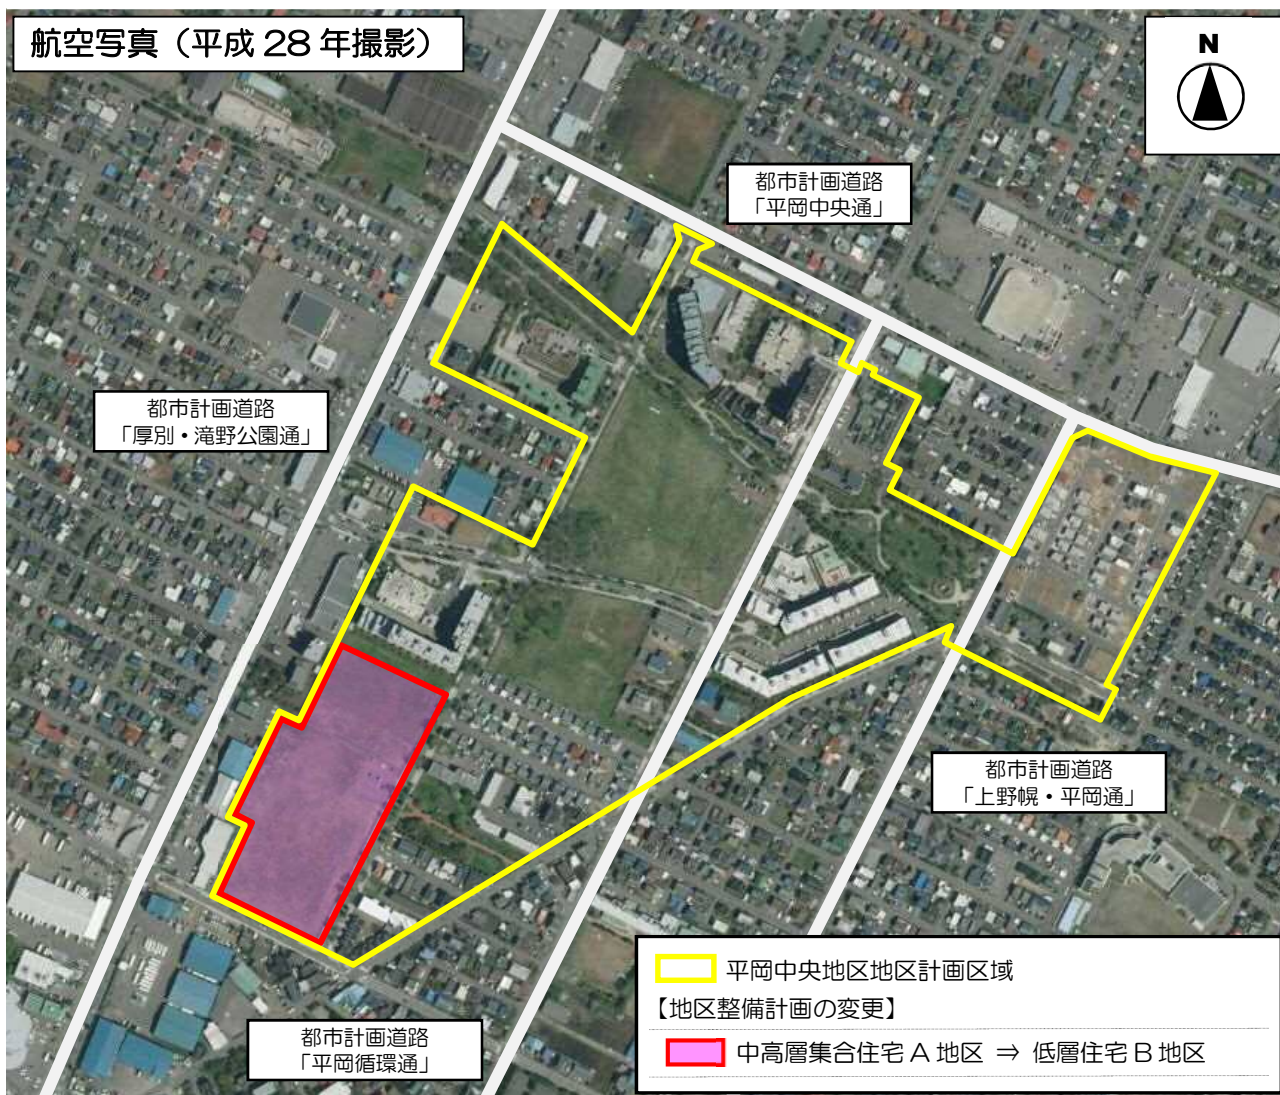 航空写真（平成 28 年撮影）
N
都市計画道路
「平岡中央通」
都市計画道路
「厚別・滝野公園通」
都市計画道路
「上野幌・平岡通」
都市計画道路
「平岡循環通」
平岡中央地区地区計画区域
【地区整備計画の変更】
中高層集合住宅 A 地区 ⇒ 低層住宅 B 地区